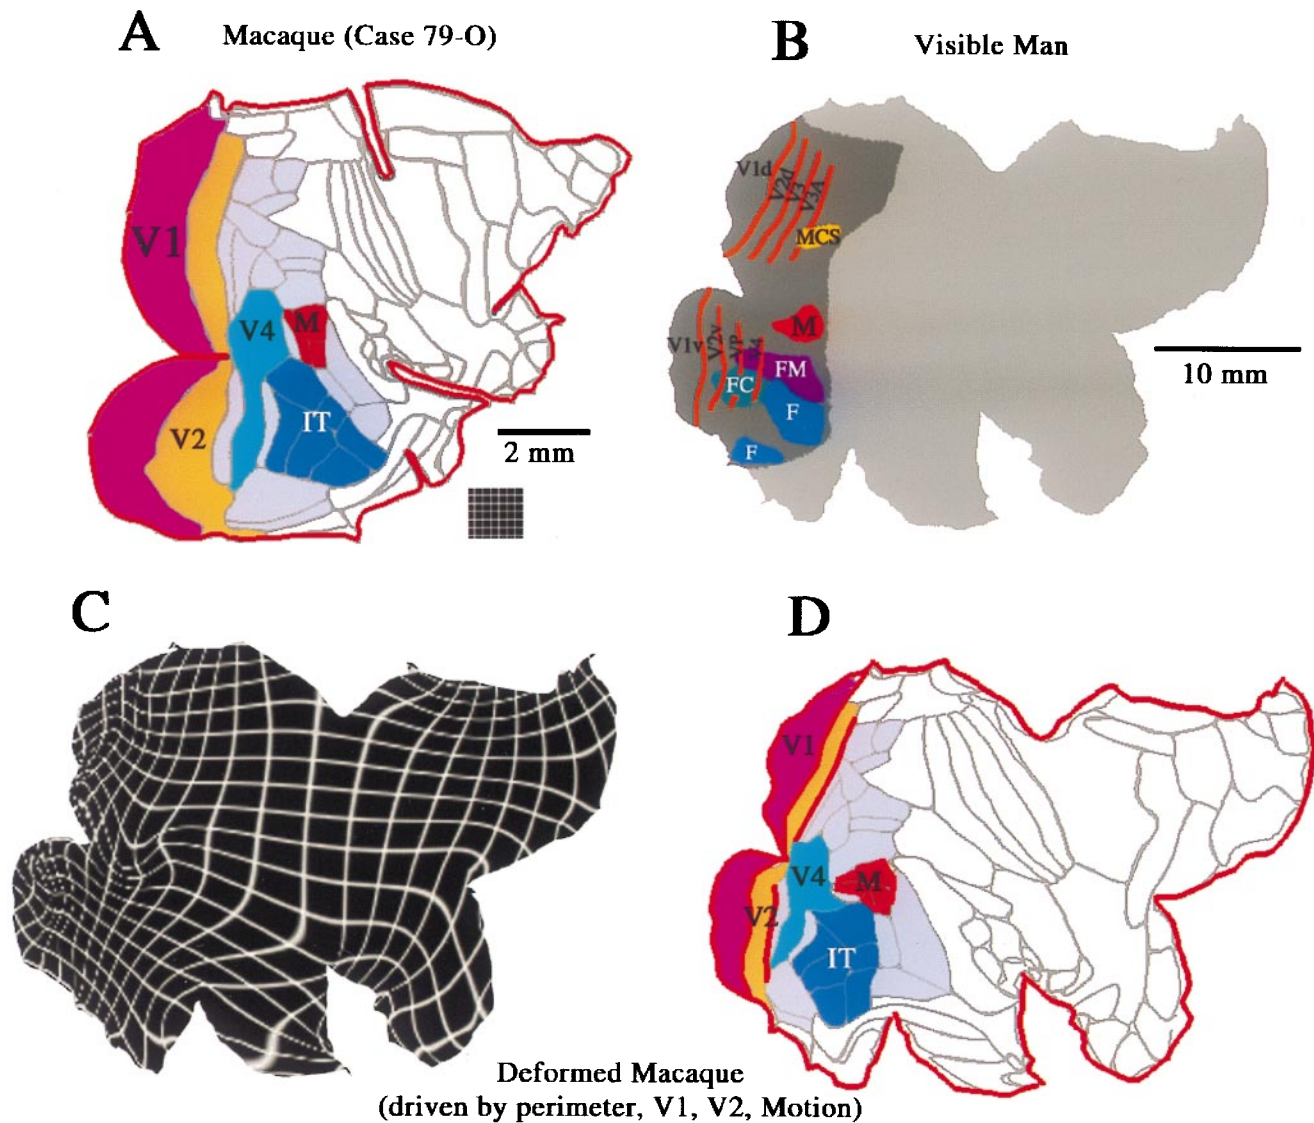 A
Macaque (Case 79-O)
V1
V4
M
V2
IT
2 mm
B
Visible Man
V1d
V2d
V3
V3A
MCS
V1v
V2v
VP
V4
M
FM
FC
F
F
10 mm
C
D
V1
V4
M
V2
IT
Deformed Macaque
(driven by perimeter, V1, V2, Motion)